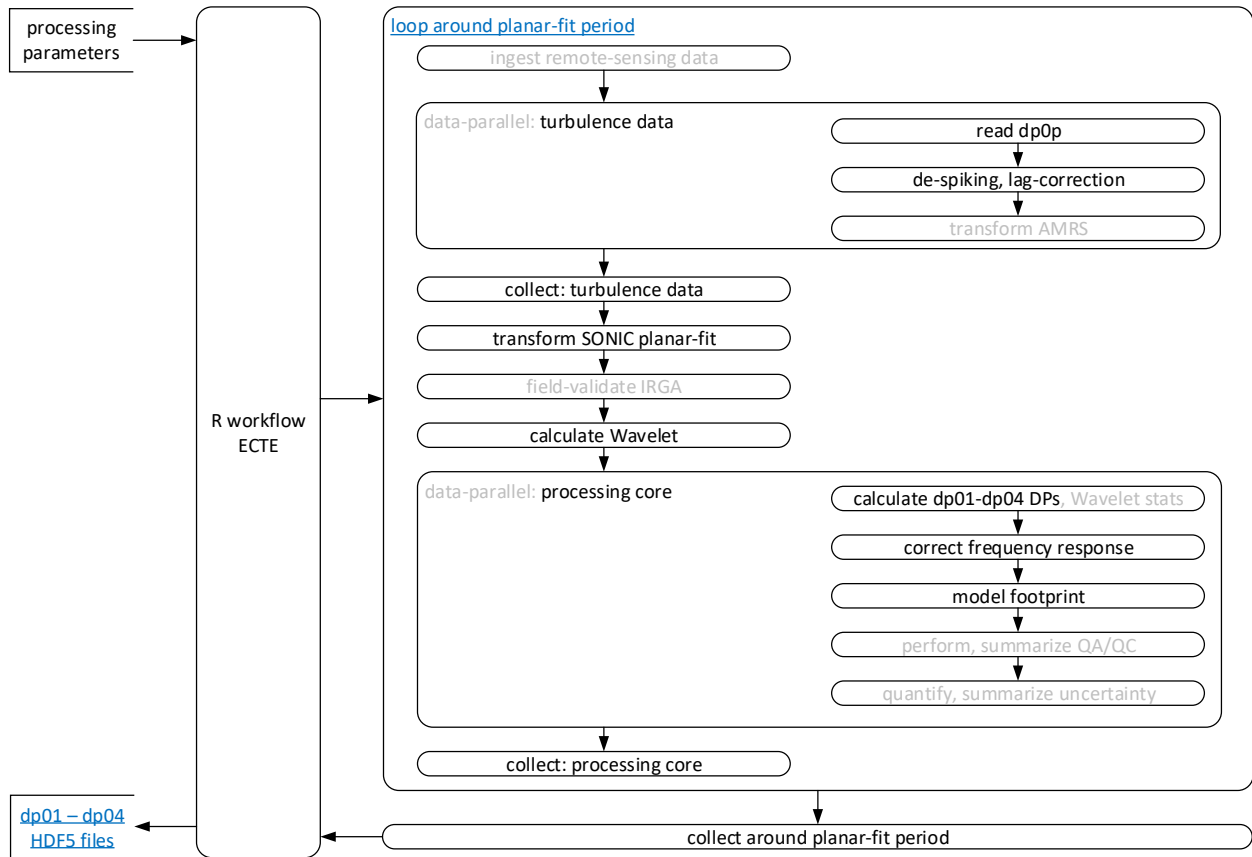 processing
parameters
R workflow
ECTE
dp01 – dp04
HDF5 files
loop around planar-fit period
ingest remote-sensing data
data-parallel: turbulence data
read dp0p
de-spiking, lag-correction
transform AMRS
collect: turbulence data
transform SONIC planar-fit
field-validate IRGA
calculate Wavelet
data-parallel: processing core
calculate dp01-dp04 DPs, Wavelet stats
correct frequency response
model footprint
perform, summarize QA/QC
quantify, summarize uncertainty
collect: processing core
collect around planar-fit period